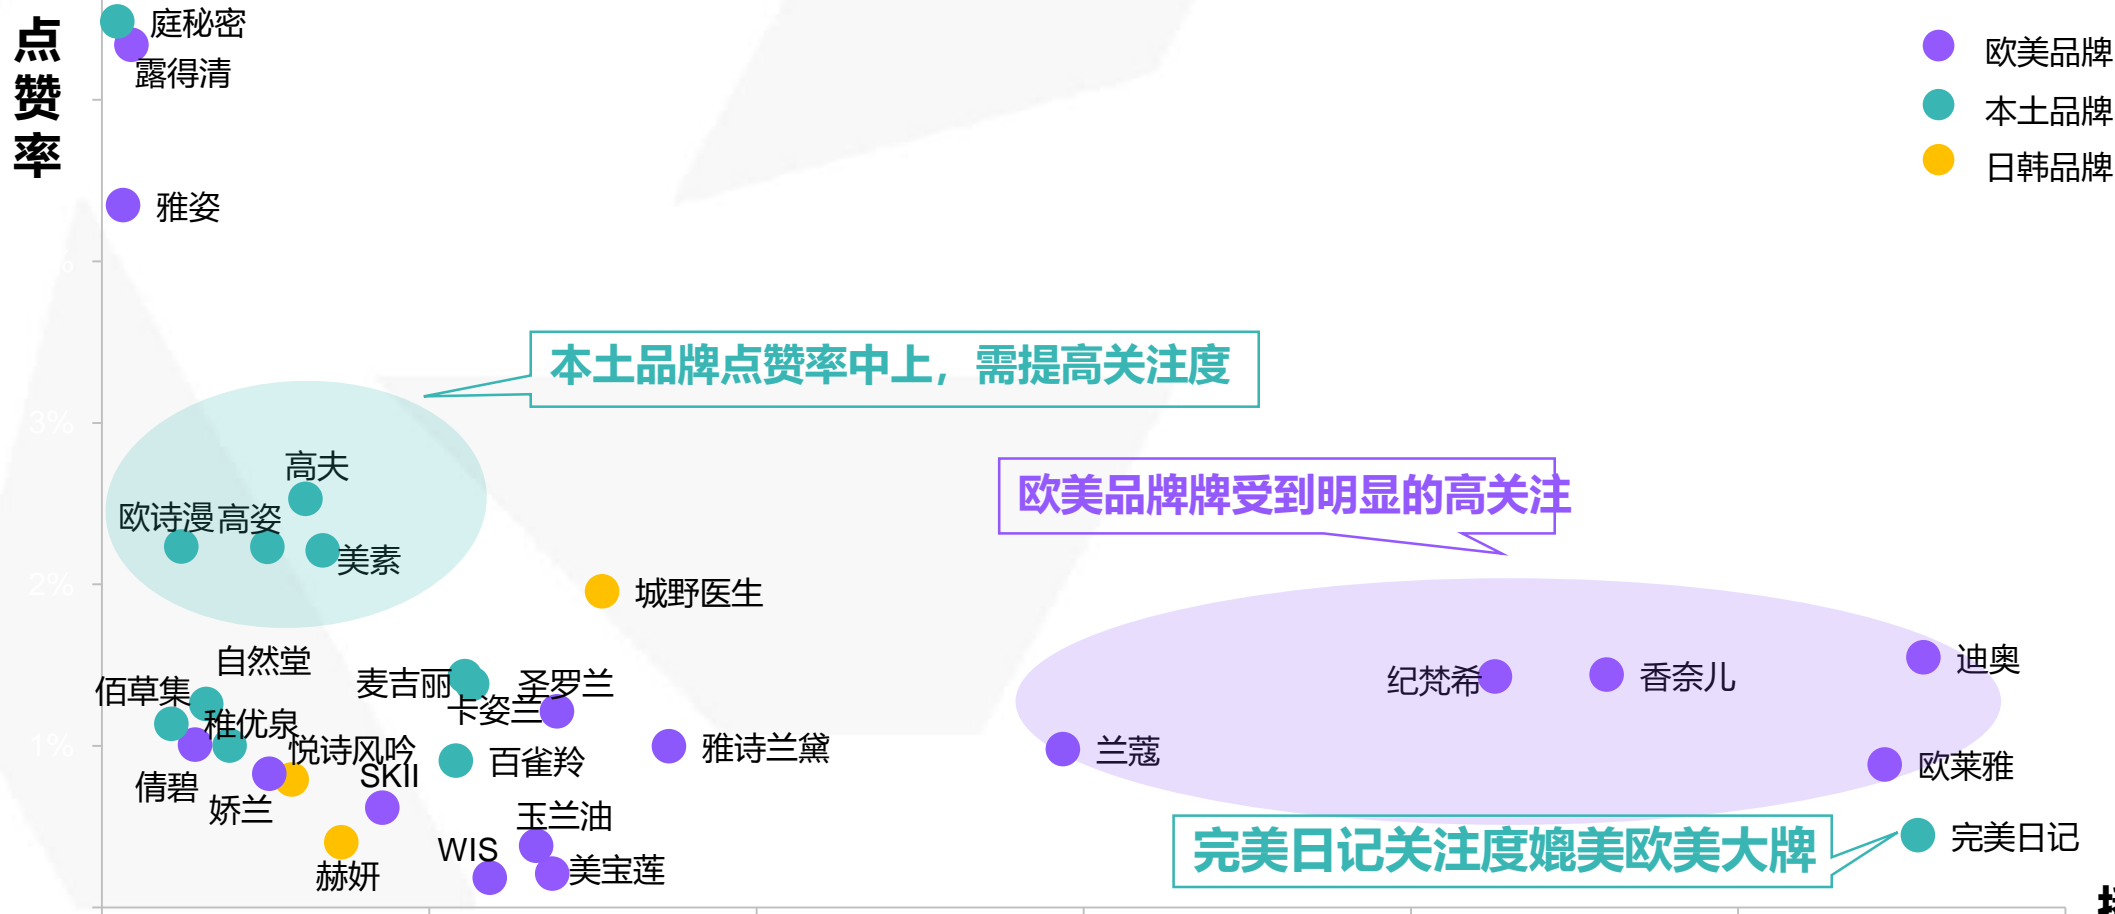 点赞率
庭秘密
露得清
欧美品牌
本土品牌
日韩品牌
雅姿
%
本土品牌点赞率中上，需提高关注度
3%
高夫
欧诗漫
高姿
美素
欧美品牌牌受到明显的高关注
2%
城野医生
自然堂
佰草集
稚优泉
麦吉丽
圣罗兰
卡姿兰
纪梵希
香奈儿
迪奥
1%
悦诗风吟
SKII
百雀羚
雅诗兰黛
兰蔻
欧莱雅
倩碧
娇兰
玉兰油
WIS
美宝莲
赫妍
完美日记关注度媲美欧美大牌
完美日记